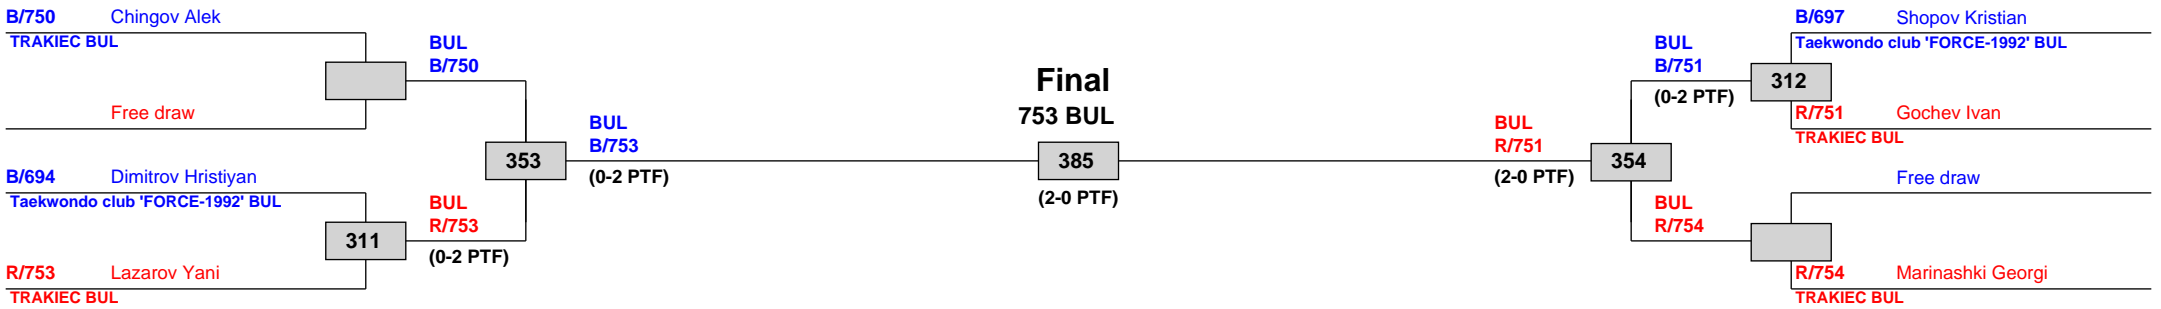 B/750 Chingov Alek
TRAKIEC BUL
Free draw
BUL
B/750
B/694 Dimitrov Hristiyan
Taekwondo club 'FORCE-1992' BUL
311
R/753 Lazarov Yani
TRAKIEC BUL
BUL
R/753
(0-2 PTF)
353
BUL
B/753
(0-2 PTF)
Final
753 BUL
385
(2-0 PTF)
BUL
R/751
(2-0 PTF)
354
BUL
B/751
(0-2 PTF)
312
B/697 Shopov Kristian
Taekwondo club 'FORCE-1992' BUL
R/751 Gochev Ivan
TRAKIEC BUL
BUL
R/754
Free draw
R/754 Marinashki Georgi
TRAKIEC BUL